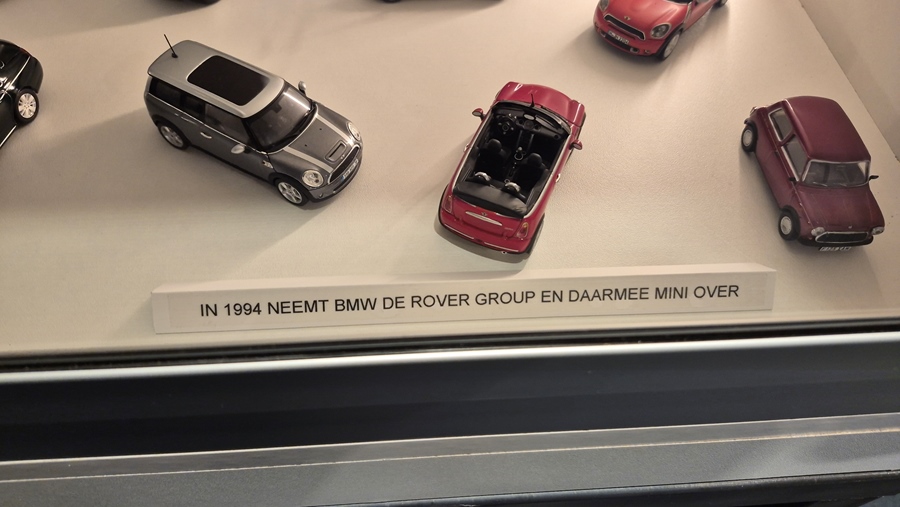 IN 1994 NEEMT BMW DE ROVER GROUP EN DAARMEE MINI OVER